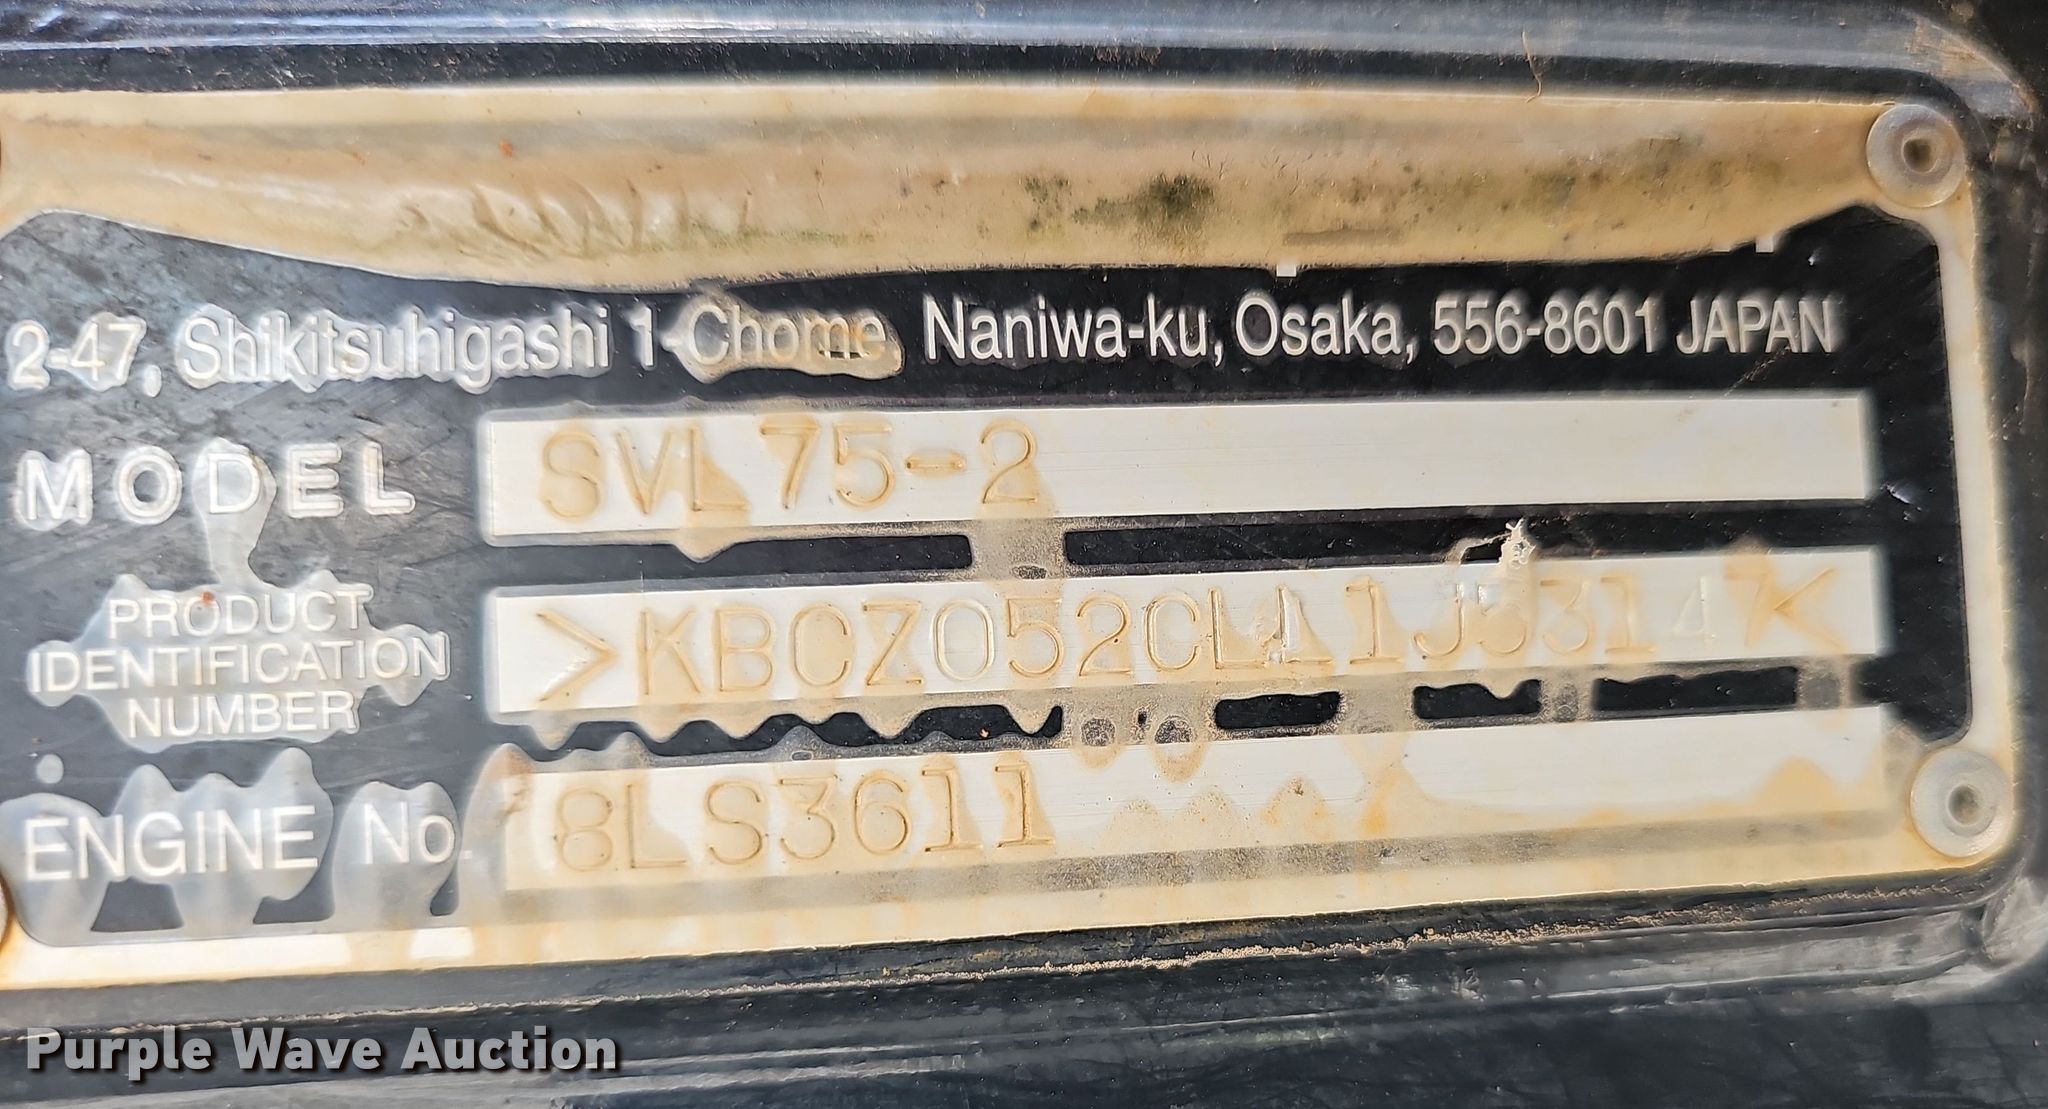 2-47, Shikitsuhigashi 1-Chome, Naniwa-ku, Osaka, 556-8601 JAPAN
MODEL SVL75-2
PRODUCT IDENTIFICATION NUMBER >KBCZ052CLL1J53147<
ENGINE No. 8LS3611
Purple Wave Auction